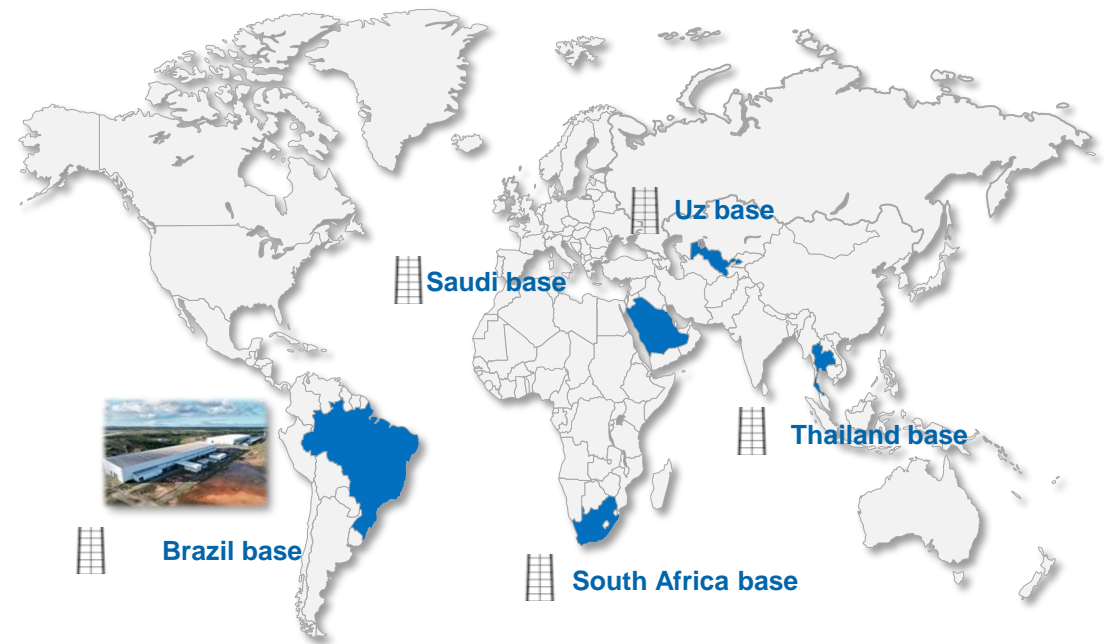 Uz base
Saudi base
Thailand base
Brazil base
South Africa base